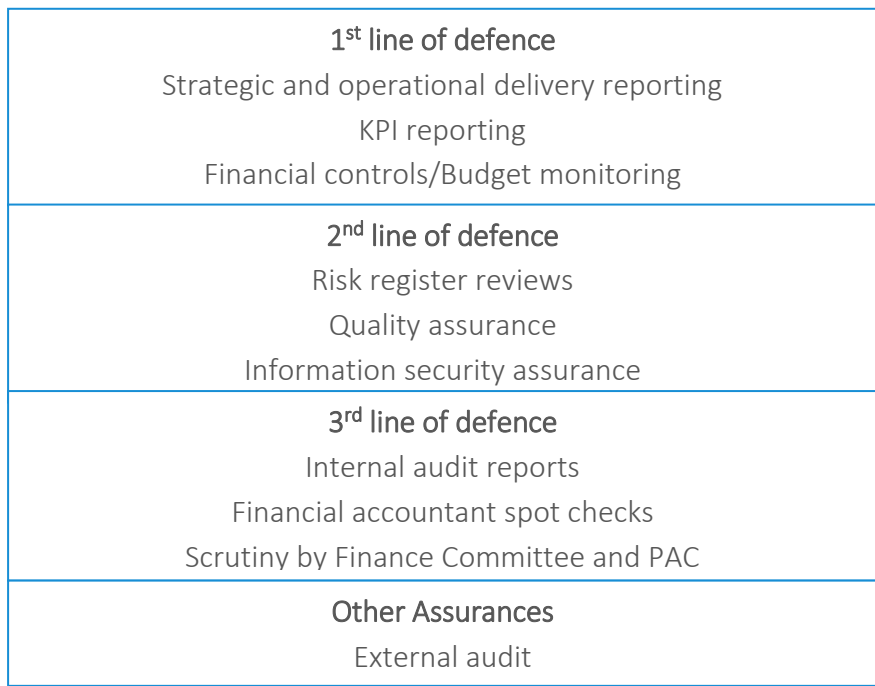 1st line of defence
Strategic and operational delivery reporting
KPI reporting
Financial controls/Budget monitoring
2nd line of defence
Risk register reviews
Quality assurance
Information security assurance
3rd line of defence
Internal audit reports
Financial accountant spot checks
Scrutiny by Finance Committee and PAC
Other Assurances
External audit